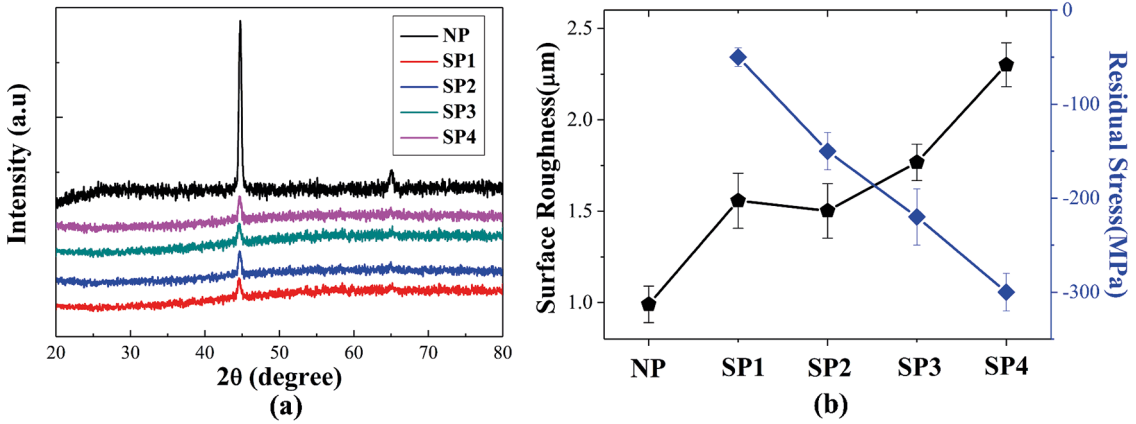 Intensity (a.u)
NP
SP1
SP2
SP3
SP4
20 30 40 50 60 70 80
2θ (degree)
(a)
Surface Roughness(μm)
2.5
2.0
1.5
1.0
NP SP1 SP2 SP3 SP4
(b)
0
-100
-200
-300
Residual Stress(MPa)